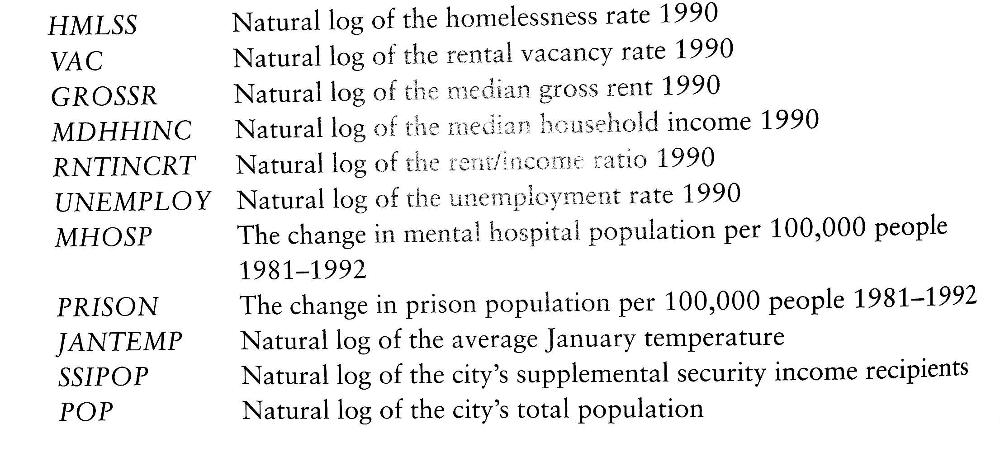 HMLSS Natural log of the homelessness rate 1990
VAC Natural log of the rental vacancy rate 1990
GROSSR Natural log of the median gross rent 1990
MDHHINC Natural log of the median household income 1990
RNTINCRT Natural log of the rent/income ratio 1990
UNEMPLOY Natural log of the unemployment rate 1990
MHOSP The change in mental hospital population per 100,000 people
1981–1992
PRISON The change in prison population per 100,000 people 1981–1992
JANTEMP Natural log of the average January temperature
SSIPOP Natural log of the city's supplemental security income recipients
POP Natural log of the city's total population